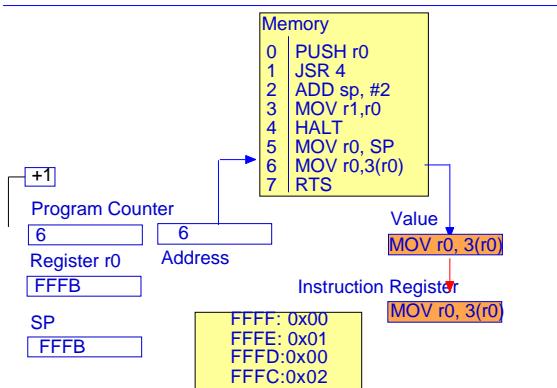 Memory
0 PUSH r0
1 JSR 4
2 ADD sp, #2
3 MOV r1,r0
4 HALT
5 MOV r0, SP
6 MOV r0,3(r0)
7 RTS
+1
Program Counter
6
6
Address
Register r0
FFFB
SP
FFFB
Value
MOV r0, 3(r0)
Instruction Register
MOV r0, 3(r0)
FFFF: 0x00
FFFE: 0x01
FFFD:0x00
FFFC:0x02